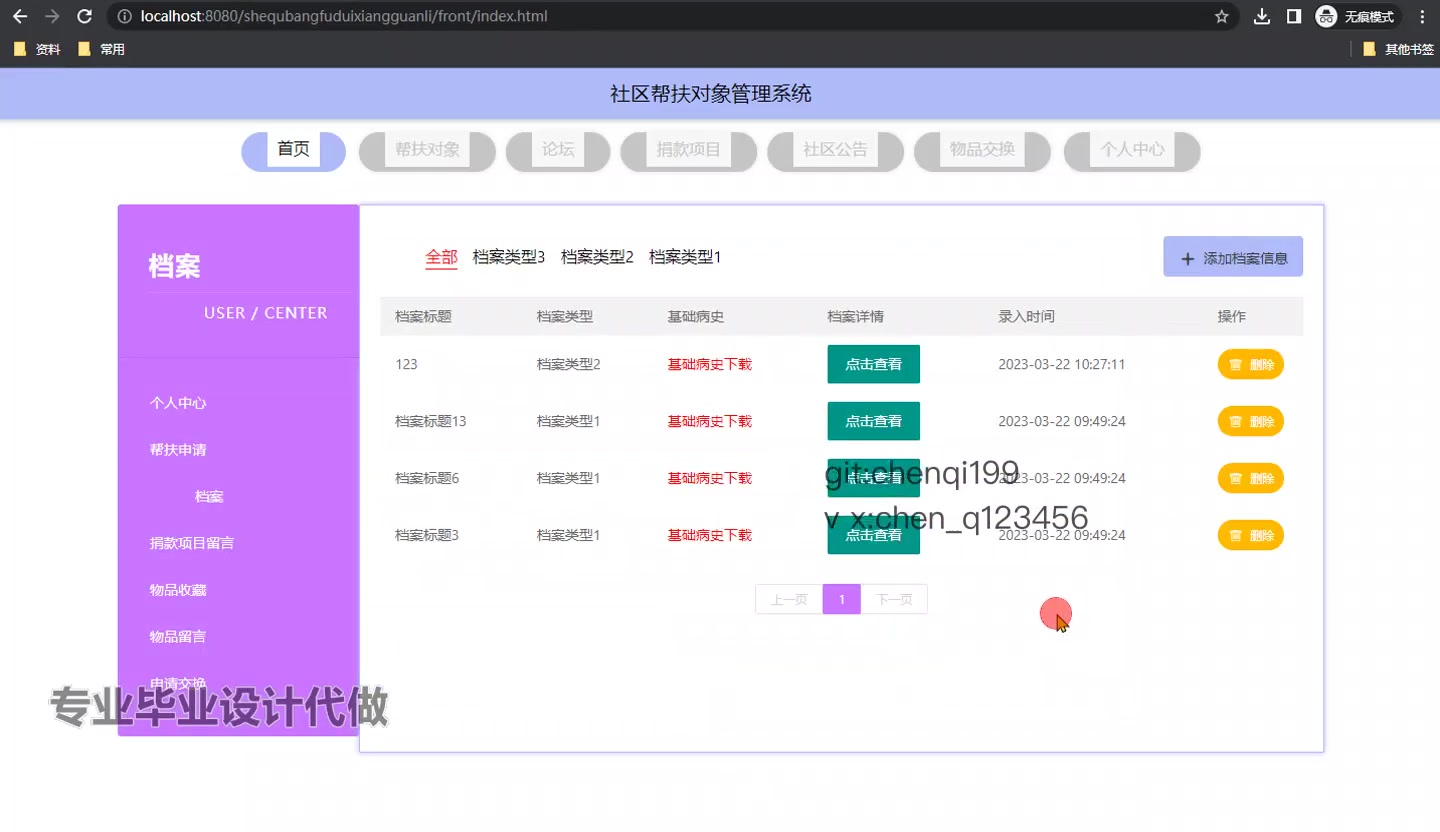 localhost:8080/shequbangfuduixiangguanli/front/index.html
无痕模式
资料 常用 其他书签
社区帮扶对象管理系统
首页 帮扶对象 论坛 捐款项目 社区公告 物品交换 个人中心
档案
USER / CENTER
个人中心
帮扶申请
档案
捐款项目留言
物品收藏
物品留言
申请交换
全部 档案类型3 档案类型2 档案类型1
添加档案信息
档案标题 档案类型 基础病史 档案详情 录入时间 操作
123 档案类型2 基础病史下载 点击查看 2023-03-22 10:27:11 删除
档案标题13 档案类型1 基础病史下载 点击查看 2023-03-22 09:49:24 删除
档案标题6 档案类型1 基础病史下载 点击查看 2023-03-22 09:49:24 删除
档案标题3 档案类型1 基础病史下载 点击查看 2023-03-22 09:49:24 删除
上一页 1 下一页
git:chenqi199
v x:chen_q123456
专业毕业设计代做